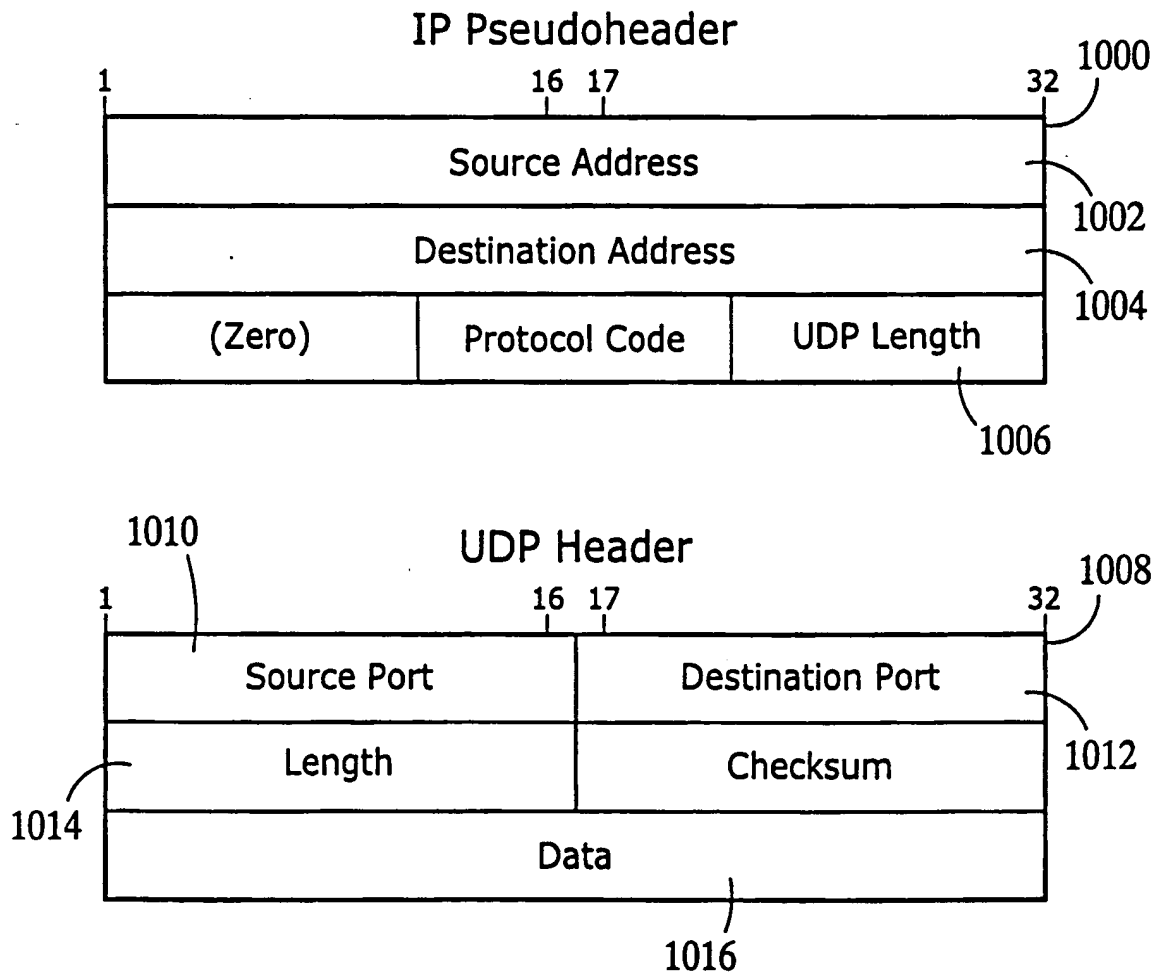 IP Pseudoheader
1 16 17 32 1000
Source Address
1002
Destination Address
1004
(Zero) Protocol Code UDP Length
1006
1010
UDP Header
1 16 17 32 1008
Source Port Destination Port
1012
Length Checksum
1014
Data
1016